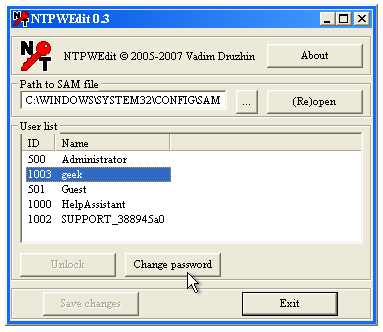 NTPWEdit 0.3
NT
NTPWEdit © 2005-2007 Vadim Druzhin
About
Path to SAM file
C:\WINDOWS\SYSTEM32\CONFIG\SAM
...
(Re)open
User list
ID Name
500 Administrator
1003 geek
501 Guest
1000 HelpAssistant
1002 SUPPORT_388945a0
Unlock
Change password
Save changes
Exit